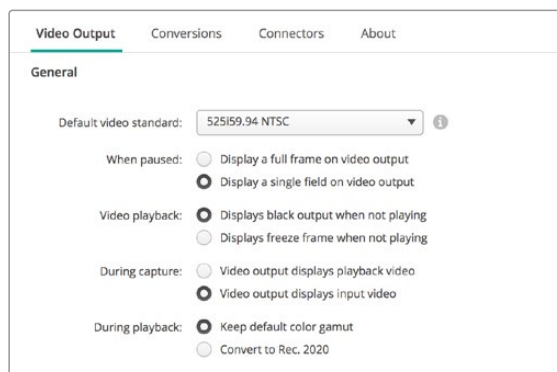 Video Output Conversions Connectors About
General
Default video standard: 525i59.94 NTSC
When paused: Display a full frame on video output
Display a single field on video output
Video playback: Displays black output when not playing
Displays freeze frame when not playing
During capture: Video output displays playback video
Video output displays input video
During playback: Keep default color gamut
Convert to Rec. 2020